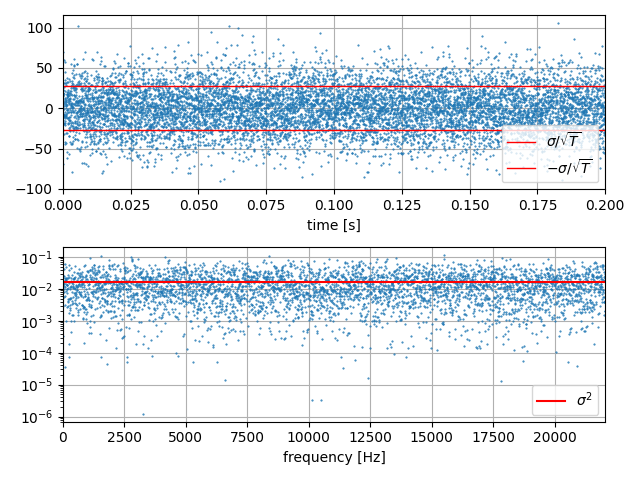 100
50
0
−50
−100
0.000 0.025 0.050 0.075 0.100 0.125 0.150 0.175 0.200
σ/√T
−σ/√T
time [s]
10⁻¹
10⁻²
10⁻³
10⁻⁴
10⁻⁵
10⁻⁶
σ²
0 2500 5000 7500 10000 12500 15000 17500 20000
frequency [Hz]